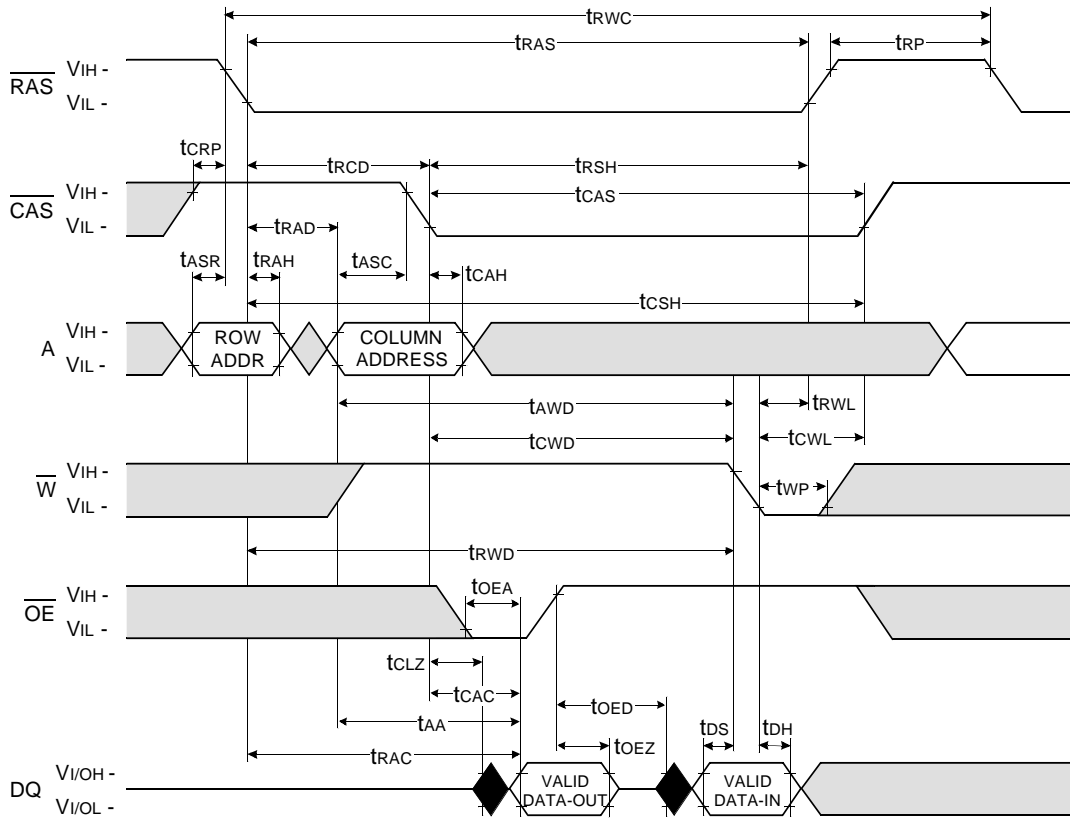 tRWC
tRAS
tRP
RAS
VIH -
VIL -
tCRP
tRCD
tRSH
CAS
VIH -
VIL -
tCAS
tRAD
tASR
tRAH
tASC
tCAH
tCSH
A
VIH -
VIL -
ROW
ADDR
COLUMN
ADDRESS
tAWD
tRWL
tCWD
tCWL
W
VIH -
VIL -
tWP
tRWD
OE
VIH -
VIL -
tOEA
tCLZ
tCAC
tAA
tOED
tRAC
tOEZ
tDS
tDH
DQ
VI/OH -
VI/OL -
VALID
DATA-OUT
VALID
DATA-IN